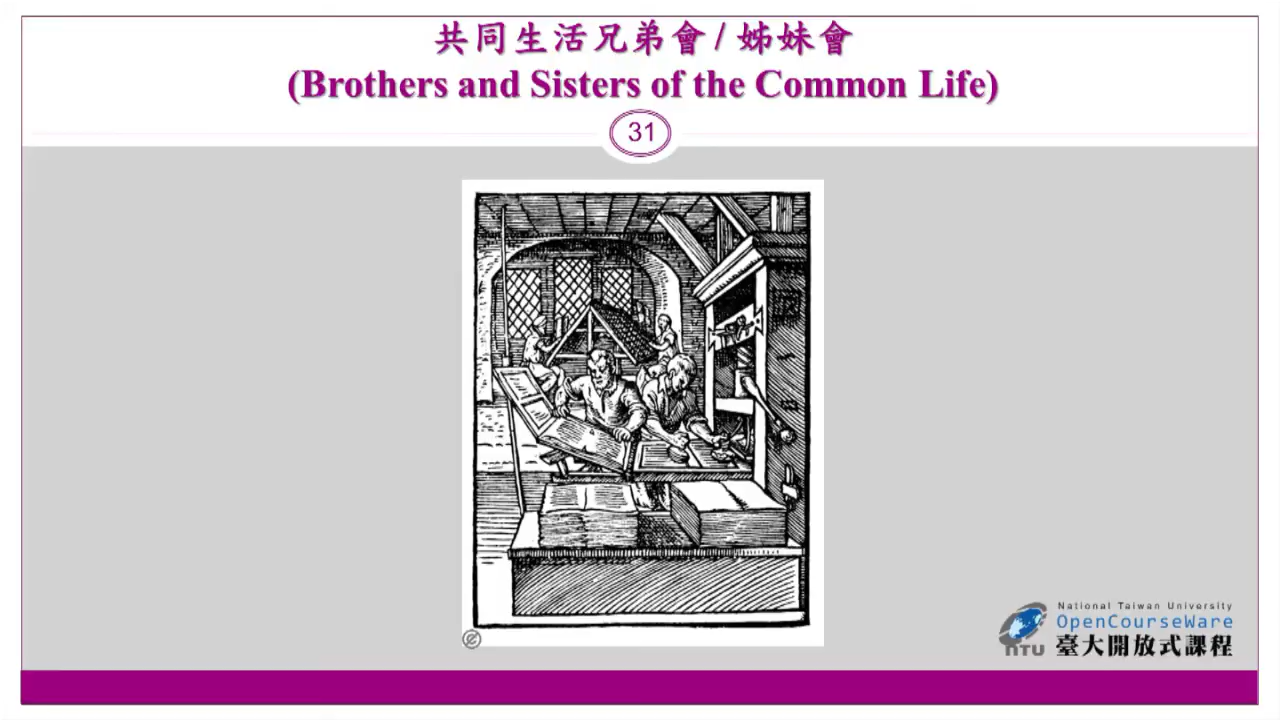 共同生活兄弟會 / 姊妹會
(Brothers and Sisters of the Common Life)
31
National Taiwan University
OpenCourseWare
NTU 臺大開放式課程